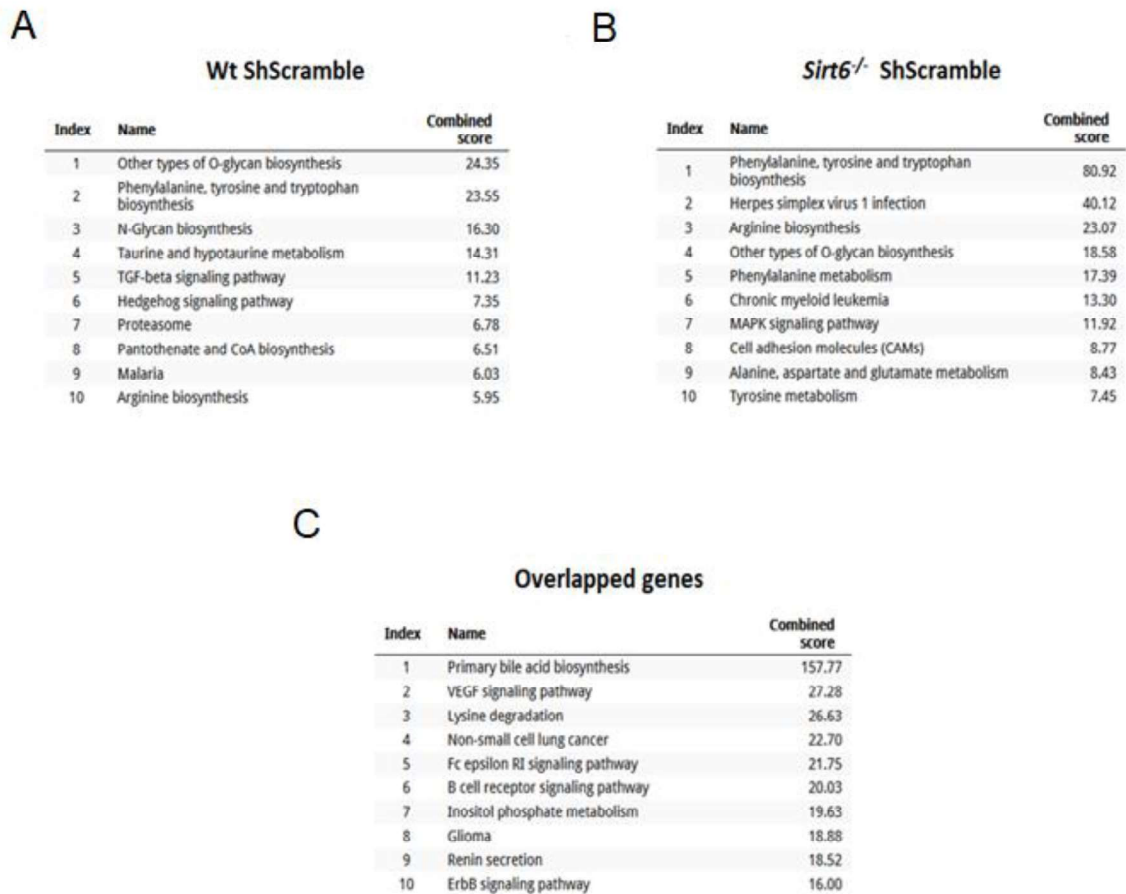 A
Wt ShScramble
Index Name Combined score
1 Other types of O-glycan biosynthesis 24.35
2 Phenylalanine, tyrosine and tryptophan biosynthesis 23.55
3 N-Glycan biosynthesis 16.30
4 Taurine and hypotaurine metabolism 14.31
5 TGF-beta signaling pathway 11.23
6 Hedgehog signaling pathway 7.35
7 Proteasome 6.78
8 Pantothenate and CoA biosynthesis 6.51
9 Malaria 6.03
10 Arginine biosynthesis 5.95
B
Sirt6-/- ShScramble
Index Name Combined score
1 Phenylalanine, tyrosine and tryptophan biosynthesis 80.92
2 Herpes simplex virus 1 infection 40.12
3 Arginine biosynthesis 23.07
4 Other types of O-glycan biosynthesis 18.58
5 Phenylalanine metabolism 17.39
6 Chronic myeloid leukemia 13.30
7 MAPK signaling pathway 11.92
8 Cell adhesion molecules (CAMs) 8.77
9 Alanine, aspartate and glutamate metabolism 8.43
10 Tyrosine metabolism 7.45
C
Overlapped genes
Index Name Combined score
1 Primary bile acid biosynthesis 157.77
2 VEGF signaling pathway 27.28
3 Lysine degradation 26.63
4 Non-small cell lung cancer 22.70
5 Fc epsilon RI signaling pathway 21.75
6 B cell receptor signaling pathway 20.03
7 Inositol phosphate metabolism 19.63
8 Glioma 18.88
9 Renin secretion 18.52
10 ErbB signaling pathway 16.00